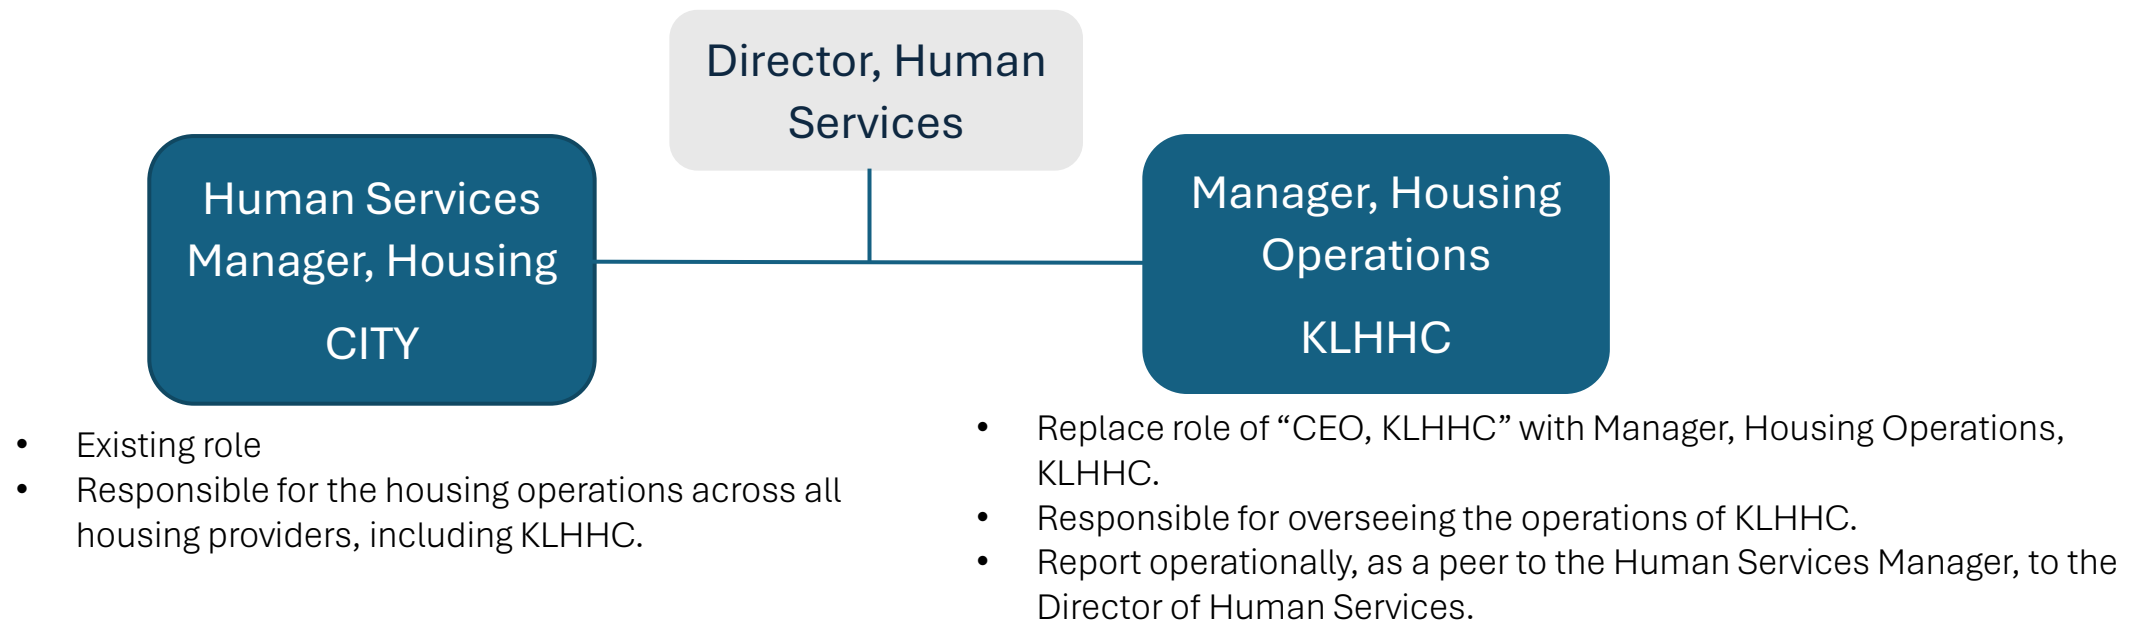 Director, Human
Services
Human Services
Manager, Housing
CITY
Manager, Housing
Operations
KLHHC
• Existing role
• Responsible for the housing operations across all
housing providers, including KLHHC.
• Replace role of “CEO, KLHHC” with Manager, Housing Operations,
KLHHC.
• Responsible for overseeing the operations of KLHHC.
• Report operationally, as a peer to the Human Services Manager, to the
Director of Human Services.